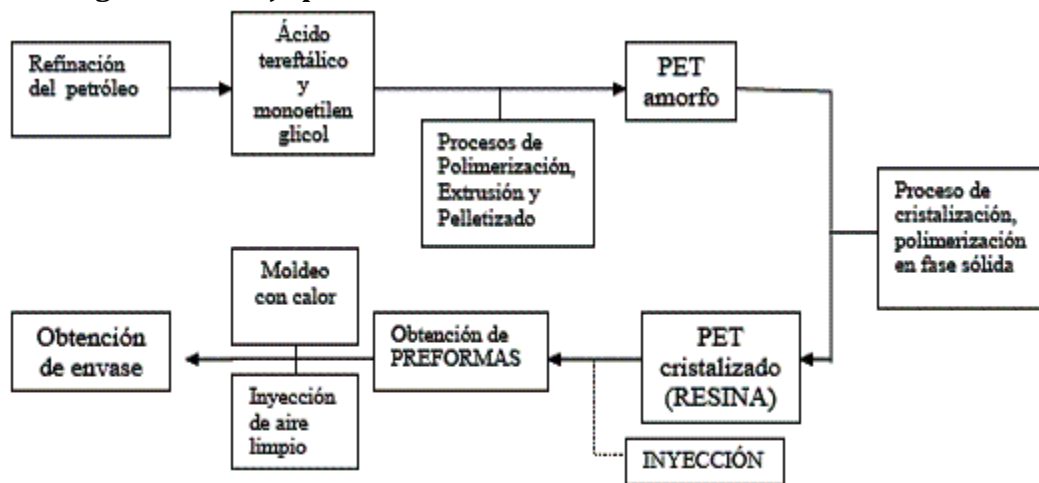 Refinación
del petróleo
Ácido
tereftálico
y
monoetilen
glicol
PET
amorfo
Procesos de
Polimerización,
Extrusión y
Pelletizado
Proceso de
cristalización,
polimerización
en fase sólida
Moldeo
con calor
Obtención
de envase
Obtención de
PREFORMAS
PET
cristalizado
(RESINA)
Inyección
de aire
limpio
INYECCIÓN